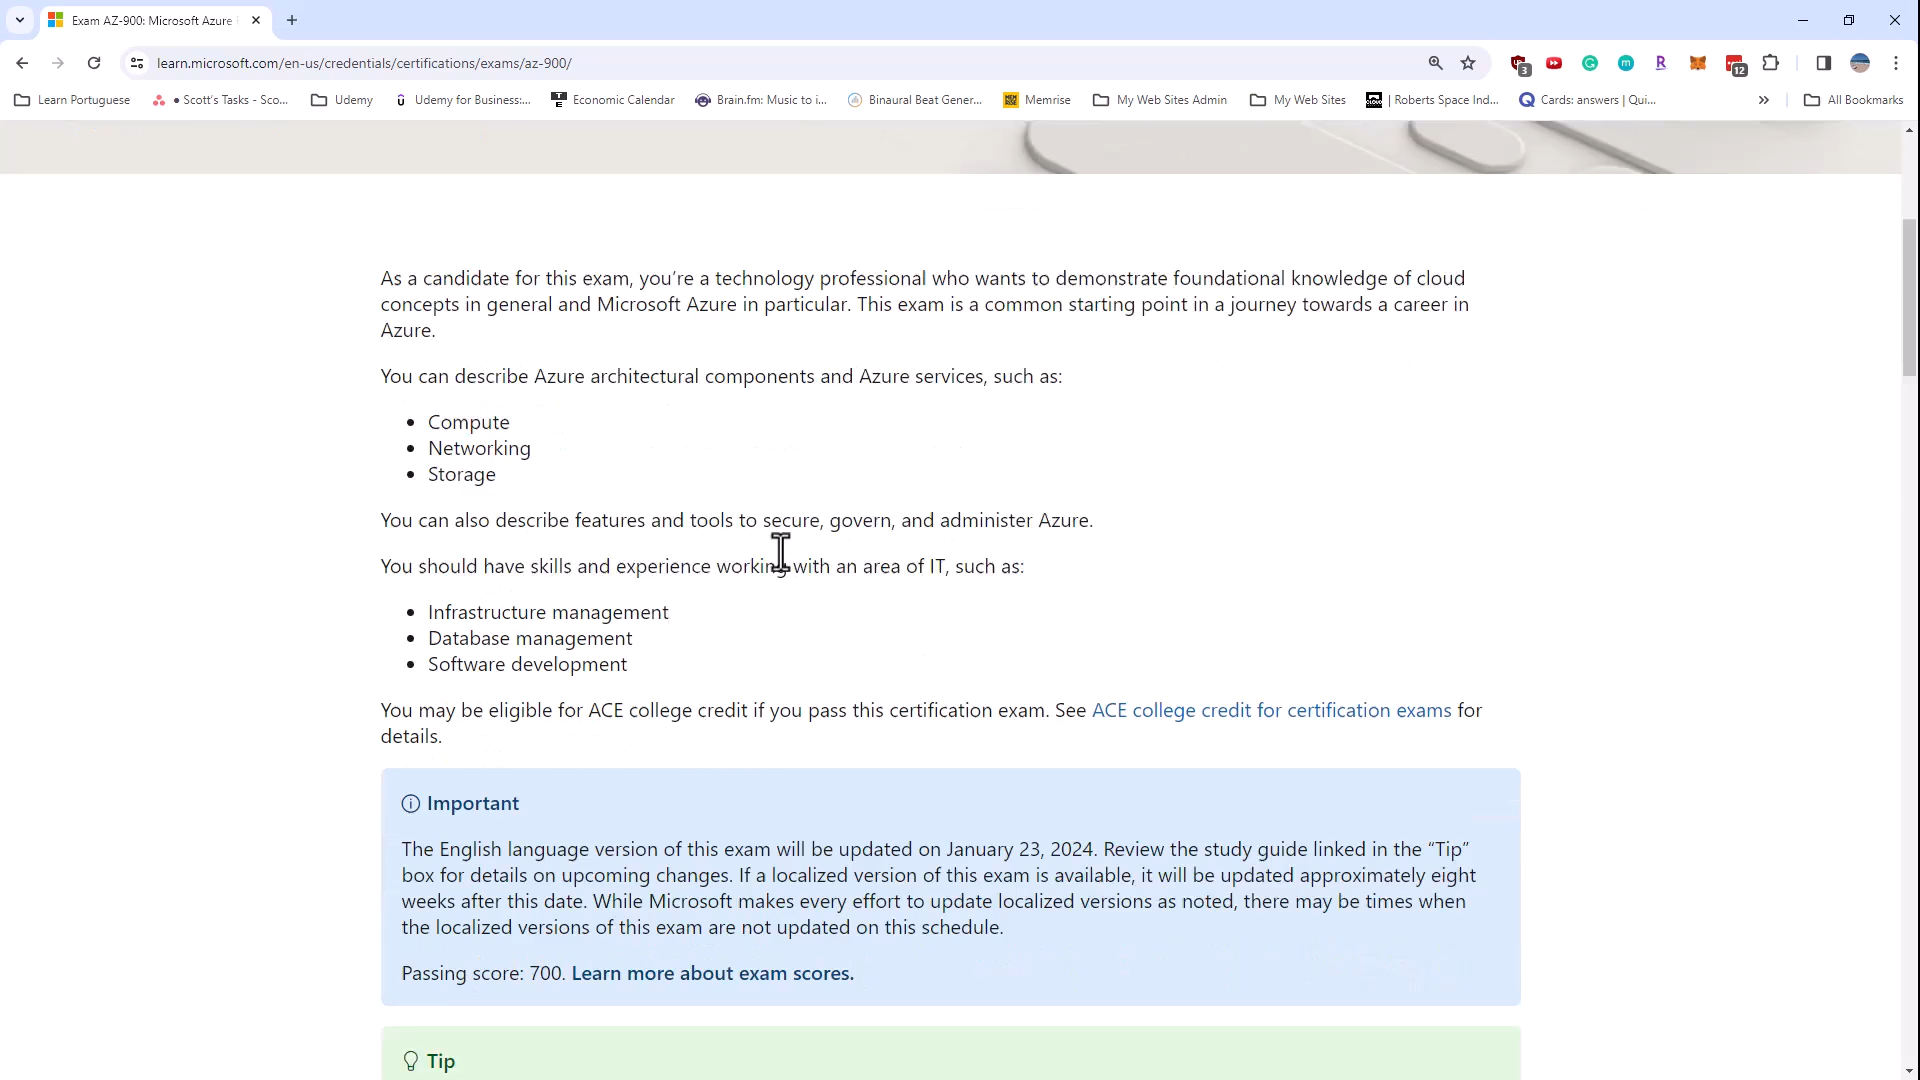 Exam AZ-900: Microsoft Azure
learn.microsoft.com/en-us/credentials/certifications/exams/az-900/
3
12
Learn Portuguese
• Scott's Tasks - Sco...
Udemy
Udemy for Business:...
Economic Calendar
Brain.fm: Music to i...
Binaural Beat Gener...
Memrise
My Web Sites Admin
My Web Sites
| Roberts Space Ind...
Cards: answers | Qui...
All Bookmarks
As a candidate for this exam, you’re a technology professional who wants to demonstrate foundational knowledge of cloud
concepts in general and Microsoft Azure in particular. This exam is a common starting point in a journey towards a career in
Azure.
You can describe Azure architectural components and Azure services, such as:
• Compute
• Networking
• Storage
You can also describe features and tools to secure, govern, and administer Azure.
You should have skills and experience working with an area of IT, such as:
• Infrastructure management
• Database management
• Software development
You may be eligible for ACE college credit if you pass this certification exam. See ACE college credit for certification exams for
details.
Important
The English language version of this exam will be updated on January 23, 2024. Review the study guide linked in the “Tip”
box for details on upcoming changes. If a localized version of this exam is available, it will be updated approximately eight
weeks after this date. While Microsoft makes every effort to update localized versions as noted, there may be times when
the localized versions of this exam are not updated on this schedule.
Passing score: 700. Learn more about exam scores.
Tip